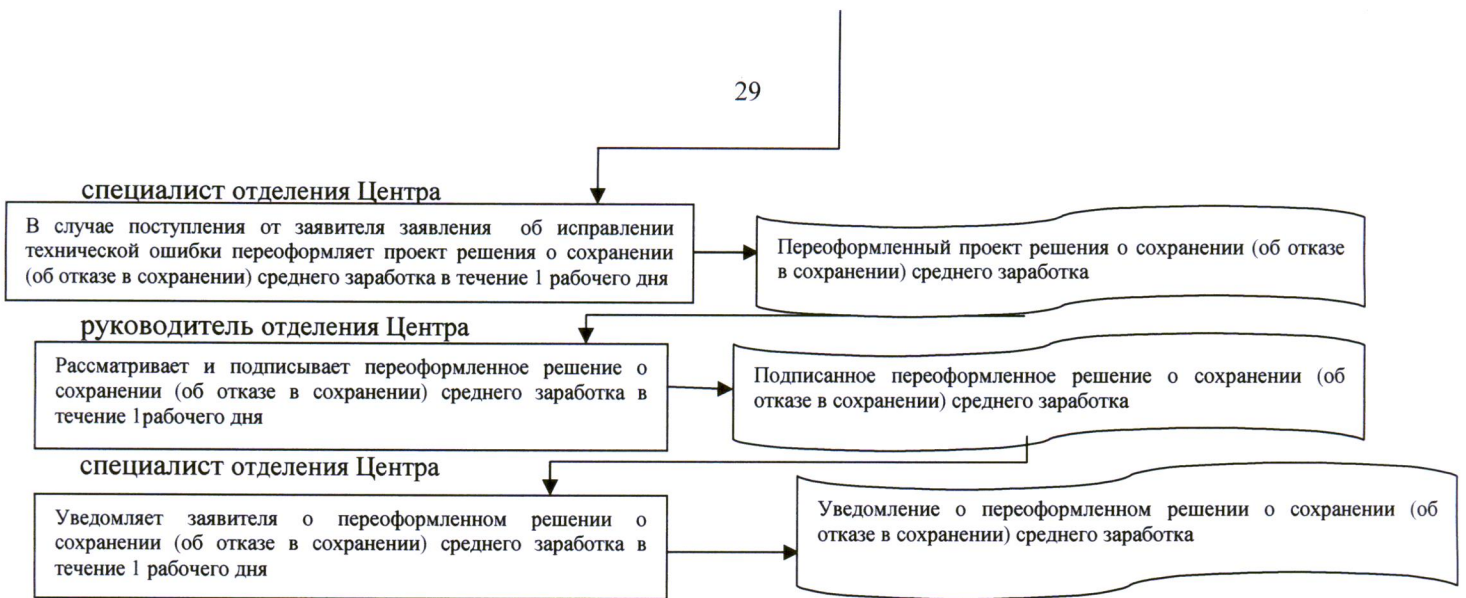 29
специалист отделения Центра
В случае поступления от заявителя заявления об исправлении
технической ошибки переоформляет проект решения о сохранении
(об отказе в сохранении) среднего заработка в течение 1 рабочего дня
Переоформленный проект решения о сохранении (об отказе
в сохранении) среднего заработка
руководитель отделения Центра
Рассматривает и подписывает переоформленное решение о
сохранении (об отказе в сохранении) среднего заработка в
течение 1рабочего дня
Подписанное переоформленное решение о сохранении (об
отказе в сохранении) среднего заработка
специалист отделения Центра
Уведомляет заявителя о переоформленном решении о
сохранении (об отказе в сохранении) среднего заработка в
течение 1 рабочего дня
Уведомление о переоформленном решении о сохранении (об
отказе в сохранении) среднего заработка